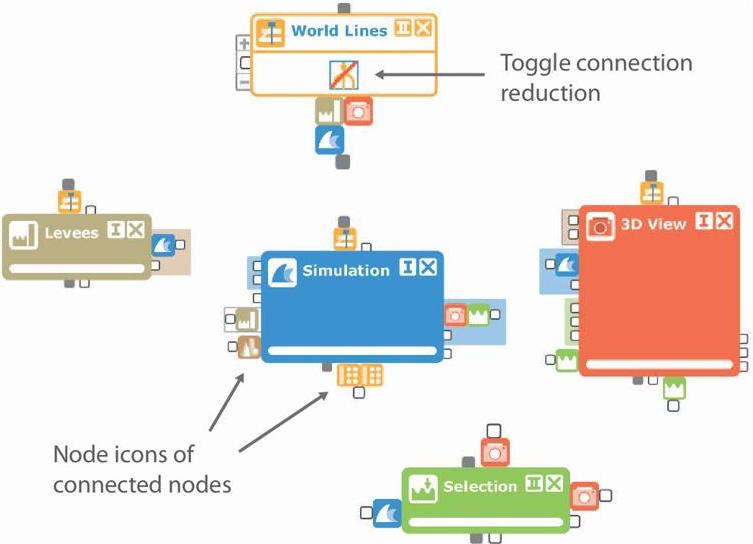 World Lines
Toggle connection
reduction
Levees
Simulation
3D View
Node icons of
connected nodes
Selection